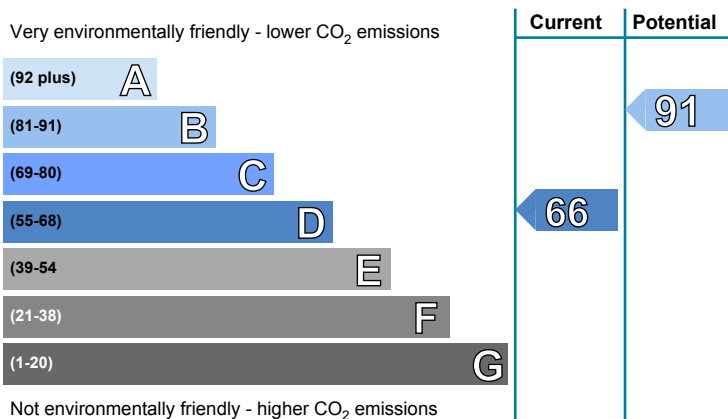 Current Potential
Very environmentally friendly - lower CO2 emissions
(92 plus) A
(81-91) B
91
(69-80) C
(55-68) D
66
(39-54 E
(21-38) F
(1-20) G
Not environmentally friendly - higher CO2 emissions